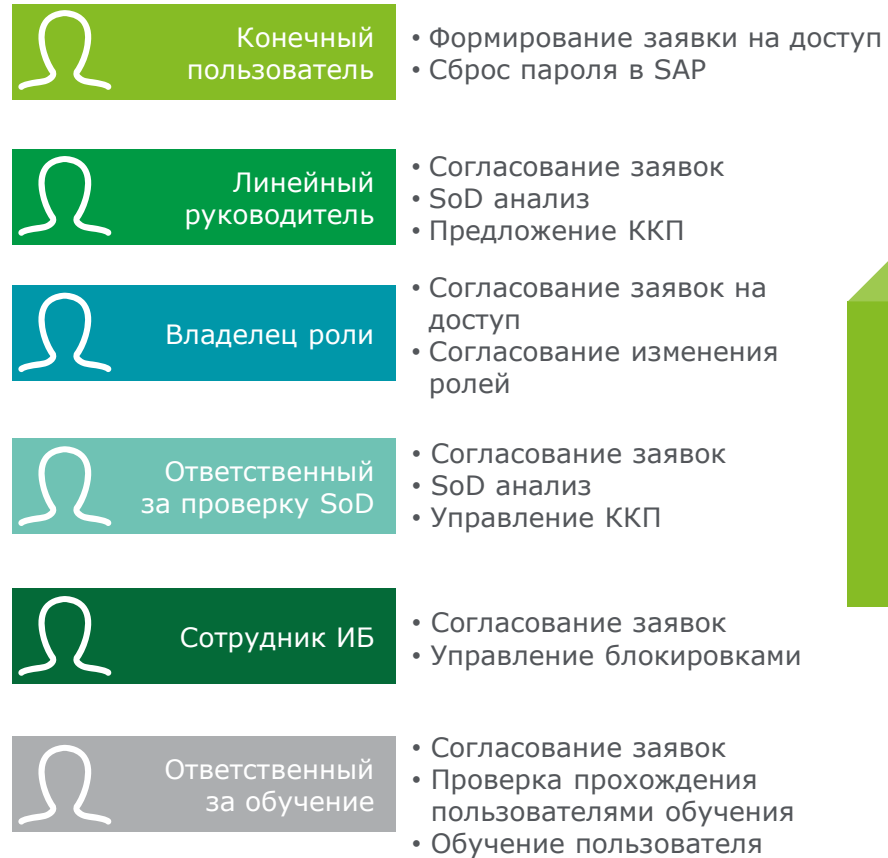 Конечный
пользователь
• Формирование заявки на доступ
• Сброс пароля в SAP
Линейный
руководитель
• Согласование заявок
• SoD анализ
• Предложение ККП
Владелец роли
• Согласование заявок на
доступ
• Согласование изменения
ролей
Ответственный
за проверку SoD
• Согласование заявок
• SoD анализ
• Управление ККП
Сотрудник ИБ
• Согласование заявок
• Управление блокировками
Ответственный
за обучение
• Согласование заявок
• Проверка прохождения
пользователями обучения
• Обучение пользователя